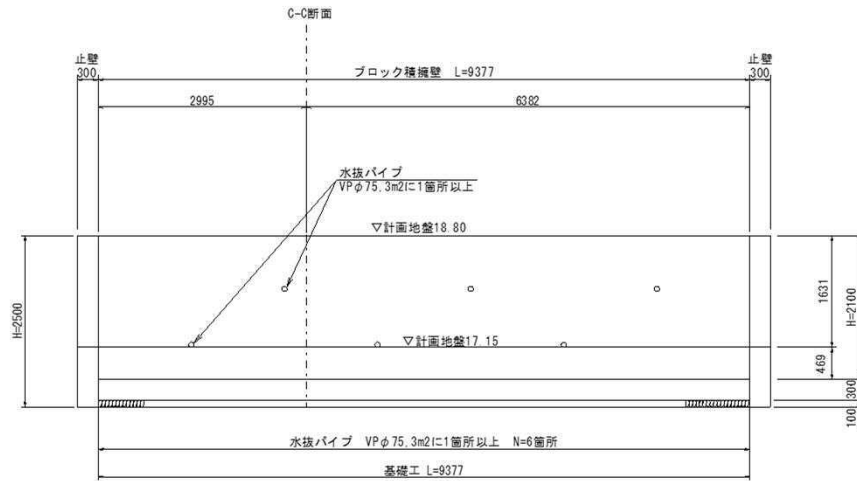 C-C断面
止壁
300
ブロック積擁壁 L=9377
止壁
300
2995
6382
水抜パイプ
VPφ75,3m2に1箇所以上
▽計画地盤18.80
H=2500
1631
H=2100
▽計画地盤17.15
469
300
100
水抜パイプ VPφ75,3m2に1箇所以上 N=6箇所
基礎工 L=9377